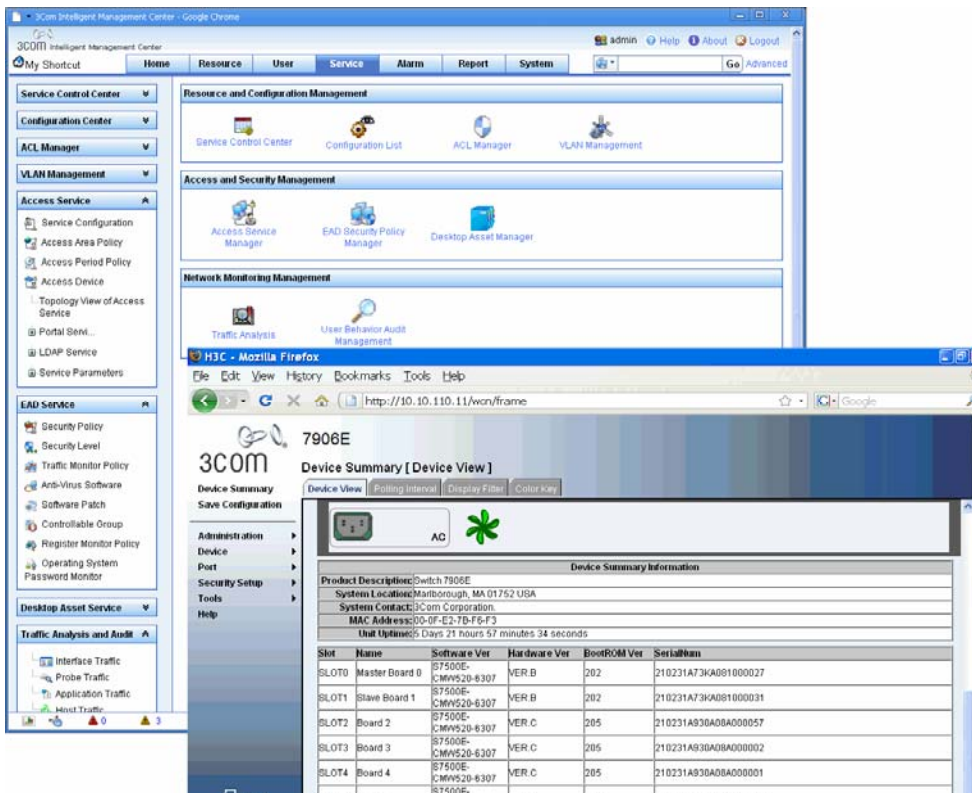 3Com Intelligent Management Center - Google Chrome
3COM Intelligent Management Center
admin Help About Logout
My Shortcut
Home Resource User Service Alarm Report System
Go Advanced
Service Control Center
Configuration Center
ACL Manager
VLAN Management
Access Service
Service Configuration
Access Area Policy
Access Period Policy
Access Device
Topology View of Access
Service
Portal Servi...
LDAP Service
Service Parameters
EAD Service
Security Policy
Security Level
Traffic Monitor Policy
Anti-Virus Software
Software Patch
Controllable Group
Register Monitor Policy
Operating System
Password Monitor
Desktop Asset Service
Traffic Analysis and Audit
Interface Traffic
Probe Traffic
Application Traffic
Host Traffic
0 3
Resource and Configuration Management
Service Control Center
Configuration List
ACL Manager
VLAN Management
Access and Security Management
Access Service
Manager
EAD Security Policy
Manager
Desktop Asset Manager
Network Monitoring Management
Traffic Analysis
User Behavior Audit
Management
H3C - Mozilla Firefox
File Edit View History Bookmarks Tools Help
http://10.10.110.11/wcn/frame
Google
3COM
7906E
Device Summary [ Device View ]
Device View Polling Interval Display Filter Color Key
Device Summary
Save Configuration
Administration
Device
Port
Security Setup
Tools
Help
AC
Device Summary Information
Product Description: Switch 7906E
System Location: Marlborough, MA 01752 USA
System Contact: 3Com Corporation.
MAC Address: 00-0F-E2-7B-F6-F3
Unit Uptime: 5 Days 21 hours 57 minutes 34 seconds
Slot Name Software Ver Hardware Ver BootROM Ver SerialNum
SLOT0 Master Board 0 S7500E-CMW520-6307 VER.B 202 210231A73KA081000027
SLOT1 Slave Board 1 S7500E-CMW520-6307 VER.B 202 210231A73KA081000031
SLOT2 Board 2 S7500E-CMW520-6307 VER.C 205 210231A930A08A000057
SLOT3 Board 3 S7500E-CMW520-6307 VER.C 205 210231A930A08A000002
SLOT4 Board 4 S7500E-CMW520-6307 VER.C 205 210231A930A08A000001
S7500E-